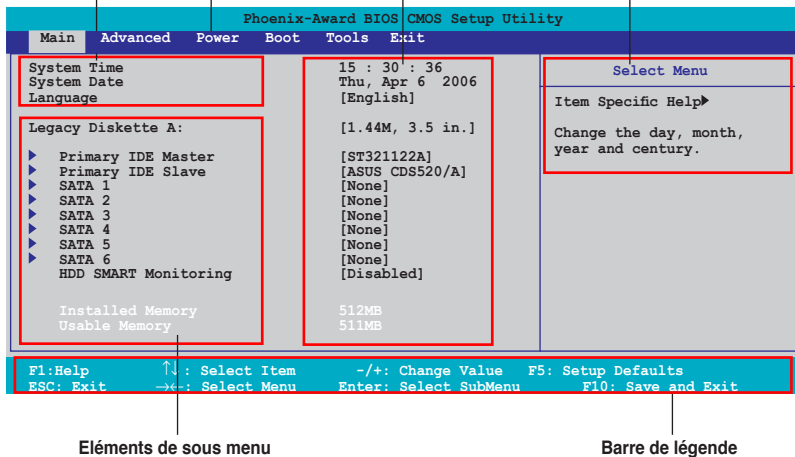 Phoenix-Award BIOS CMOS Setup Utility
Main Advanced Power Boot Tools Exit
System Time 15 : 30 : 36
System Date Thu, Apr 6 2006
Language [English]
Legacy Diskette A: [1.44M, 3.5 in.]
Primary IDE Master [ST321122A]
Primary IDE Slave [ASUS CDS520/A]
SATA 1 [None]
SATA 2 [None]
SATA 3 [None]
SATA 4 [None]
SATA 5 [None]
SATA 6 [None]
HDD SMART Monitoring [Disabled]
Installed Memory 512MB
Usable Memory 511MB
Select Menu
Item Specific Help
Change the day, month,
year and century.
F1:Help ↑↓: Select Item -/+: Change Value F5: Setup Defaults
ESC: Exit →←: Select Menu Enter: Select SubMenu F10: Save and Exit
Eléments de sous menu Barre de légende